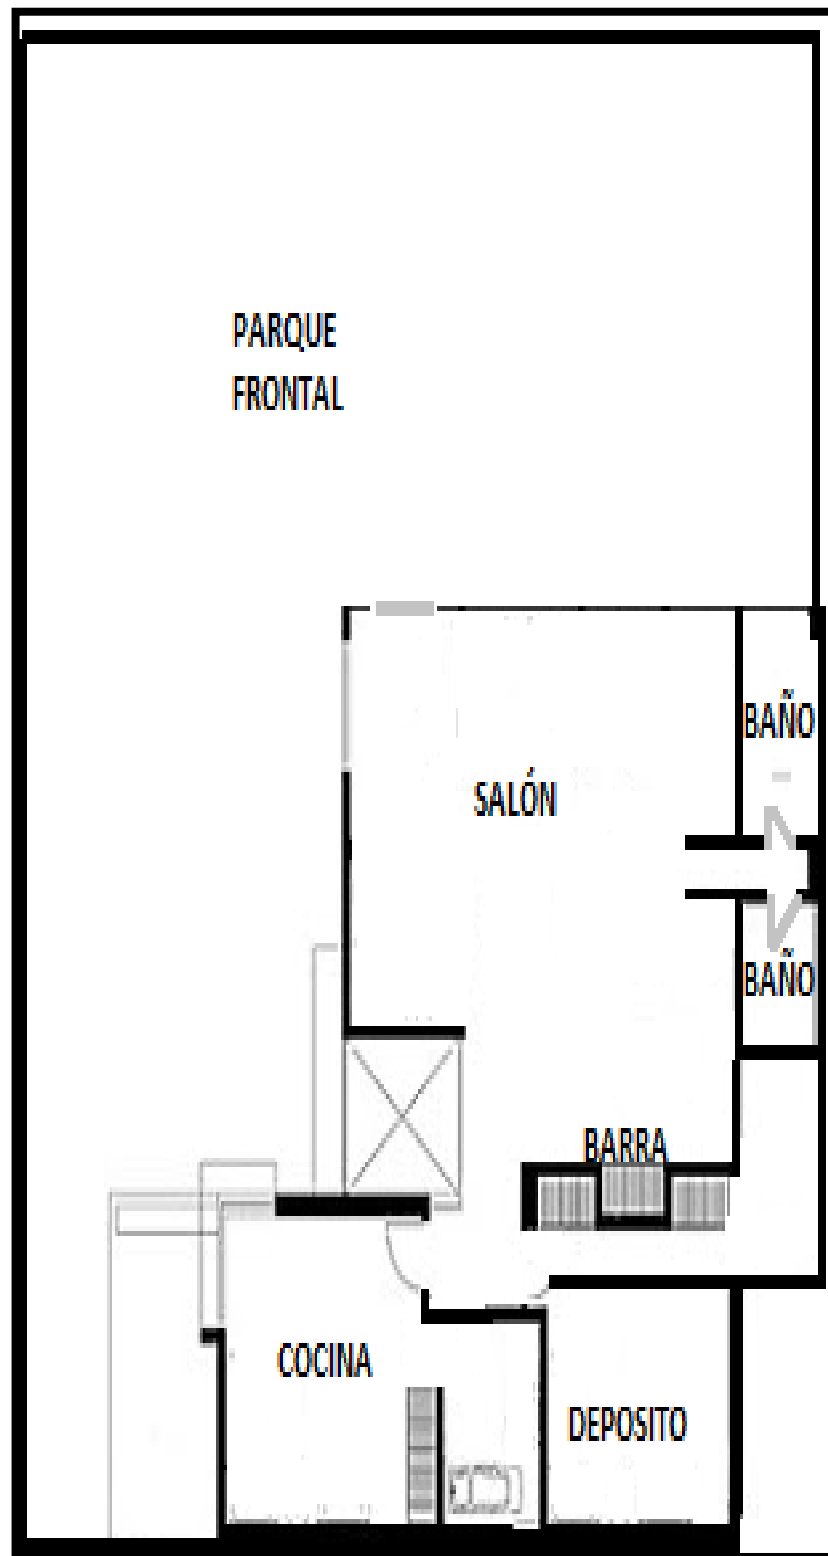 PARQUE
FRONTAL
BAÑO
SALÓN
BAÑO
BARRA
COCINA
DEPOSITO